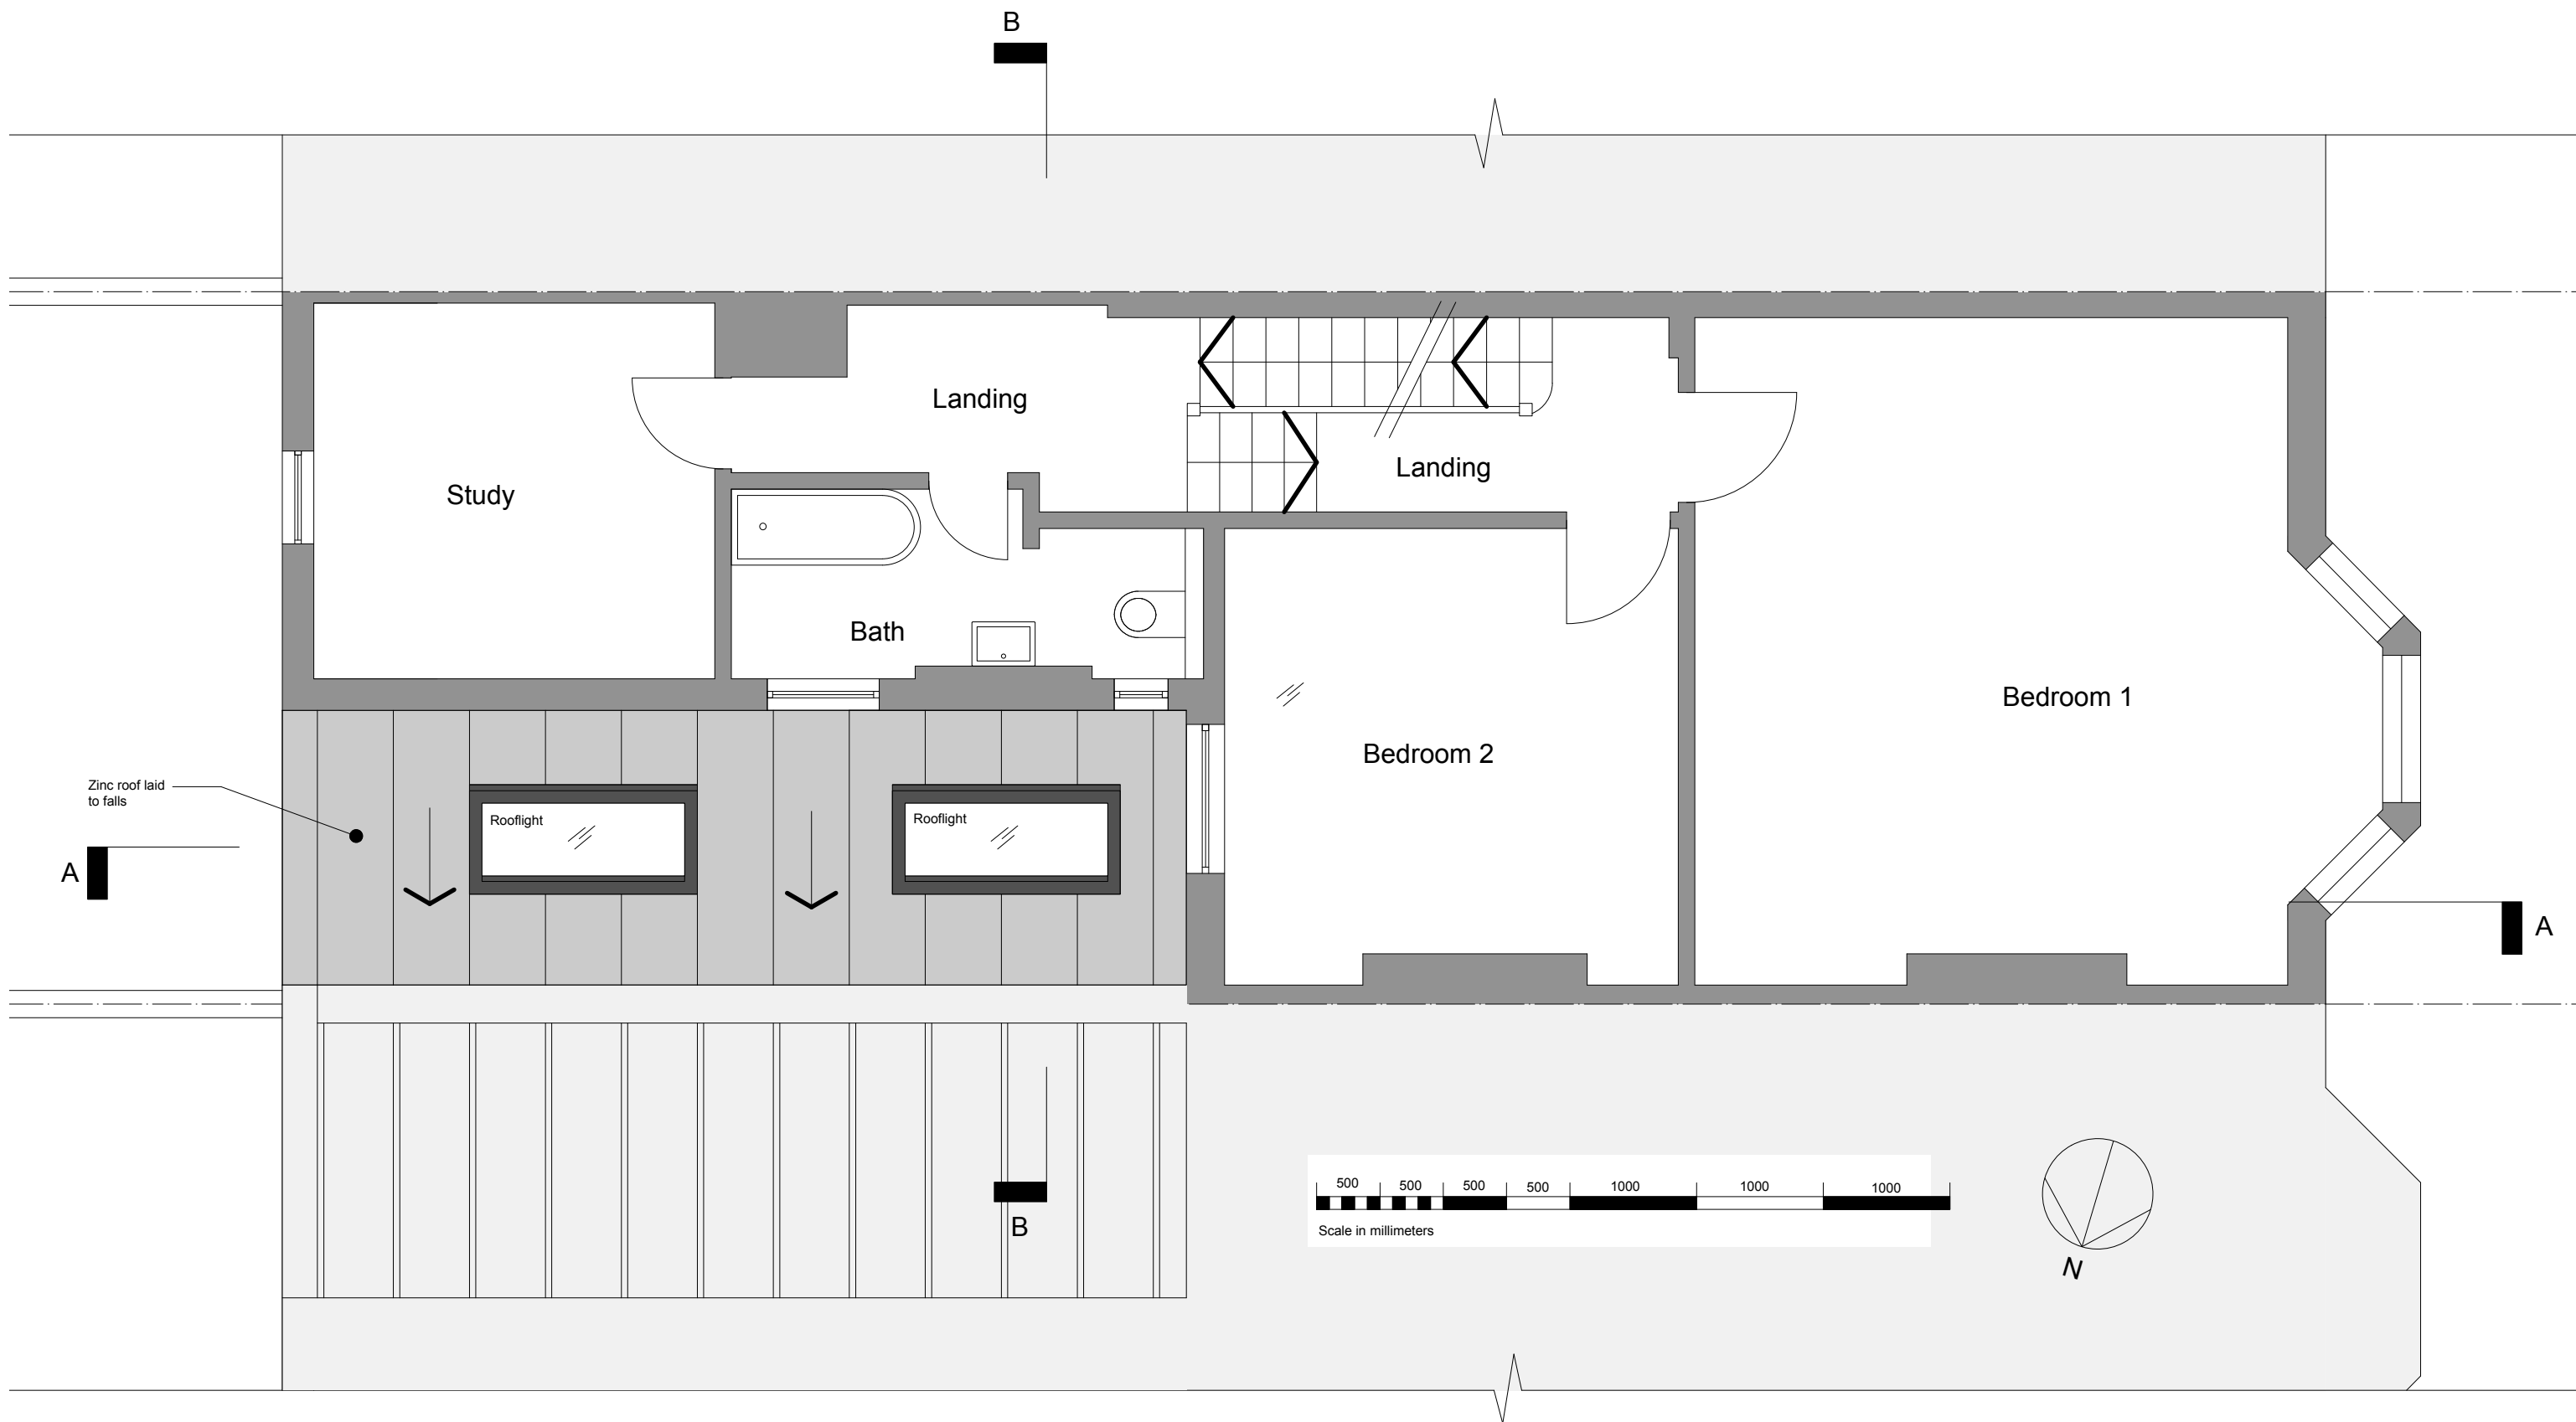 B
Landing
Landing
Study
Bath
Bedroom 1
Bedroom 2
Zinc roof laid
to falls
Rooflight
Rooflight
A
A
500
500
500
500
1000
1000
1000
Scale in millimeters
B
N